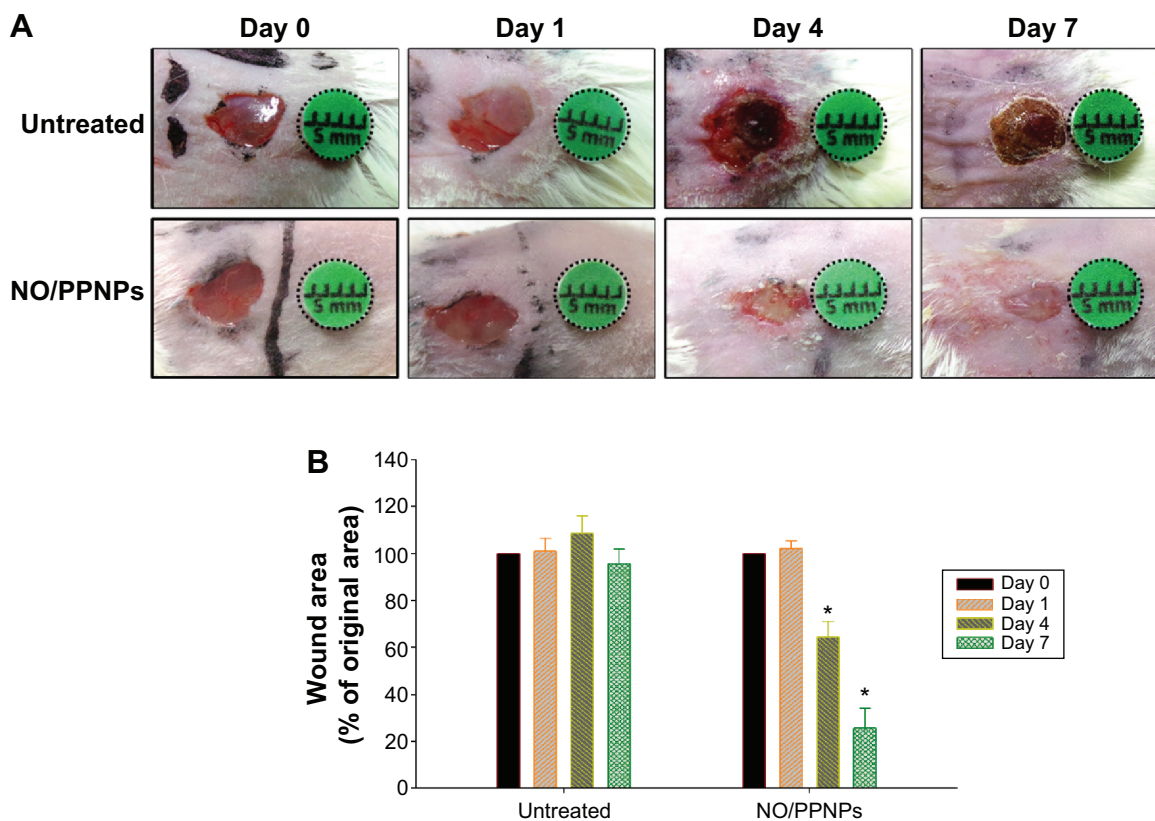 A
Day 0 Day 1 Day 4 Day 7
Untreated
5 mm 5 mm 5 mm 5 mm
NO/PPNPs
5 mm 5 mm 5 mm 5 mm
B
Wound area
(% of original area)
140
120
100
80
60
40
20
0
* *
Untreated NO/PPNPs
Day 0
Day 1
Day 4
Day 7